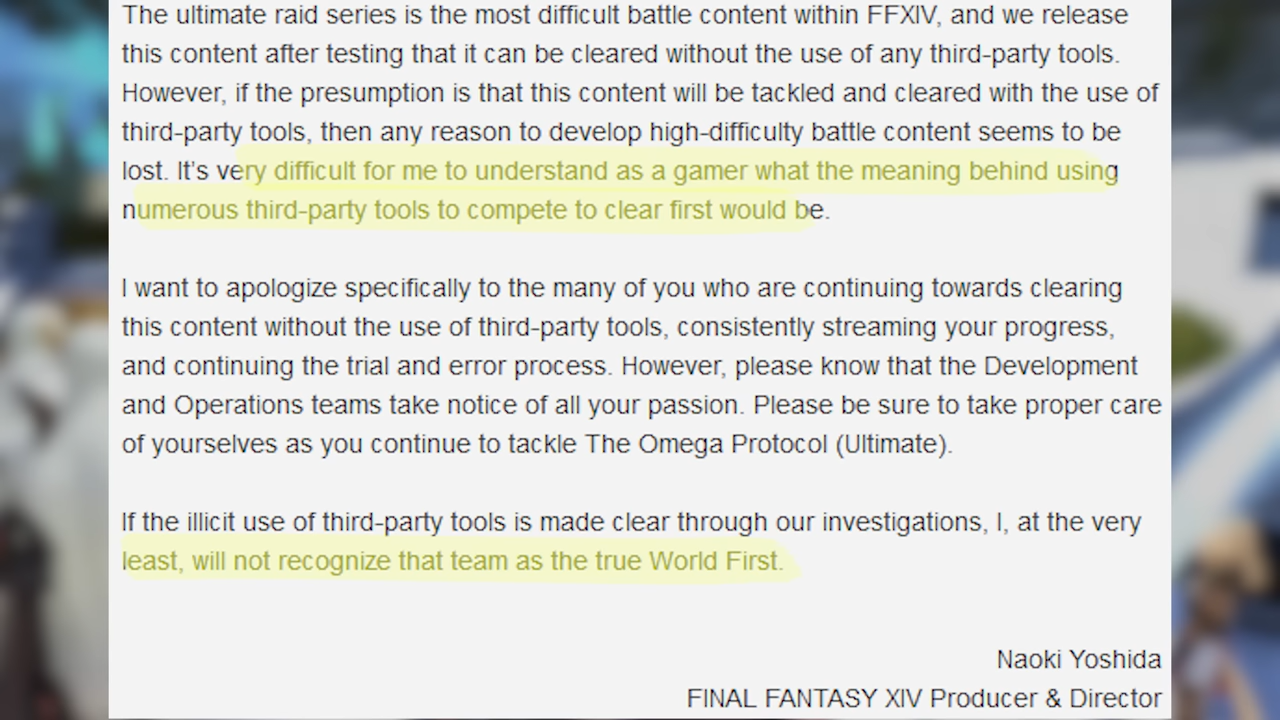 The ultimate raid series is the most difficult battle content within FFXIV, and we release
this content after testing that it can be cleared without the use of any third-party tools.
However, if the presumption is that this content will be tackled and cleared with the use of
third-party tools, then any reason to develop high-difficulty battle content seems to be
lost. It's very difficult for me to understand as a gamer what the meaning behind using
numerous third-party tools to compete to clear first would be.
I want to apologize specifically to the many of you who are continuing towards clearing
this content without the use of third-party tools, consistently streaming your progress,
and continuing the trial and error process. However, please know that the Development
and Operations teams take notice of all your passion. Please be sure to take proper care
of yourselves as you continue to tackle The Omega Protocol (Ultimate).
If the illicit use of third-party tools is made clear through our investigations, I, at the very
least, will not recognize that team as the true World First.
Naoki Yoshida
FINAL FANTASY XIV Producer & Director